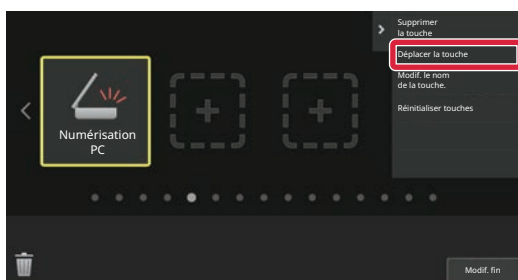 Supprimer
la touche
Déplacer la touche
Modif. le nom
de la touche.
Réinitialiser touches
Numérisation
PC
Modif. fin